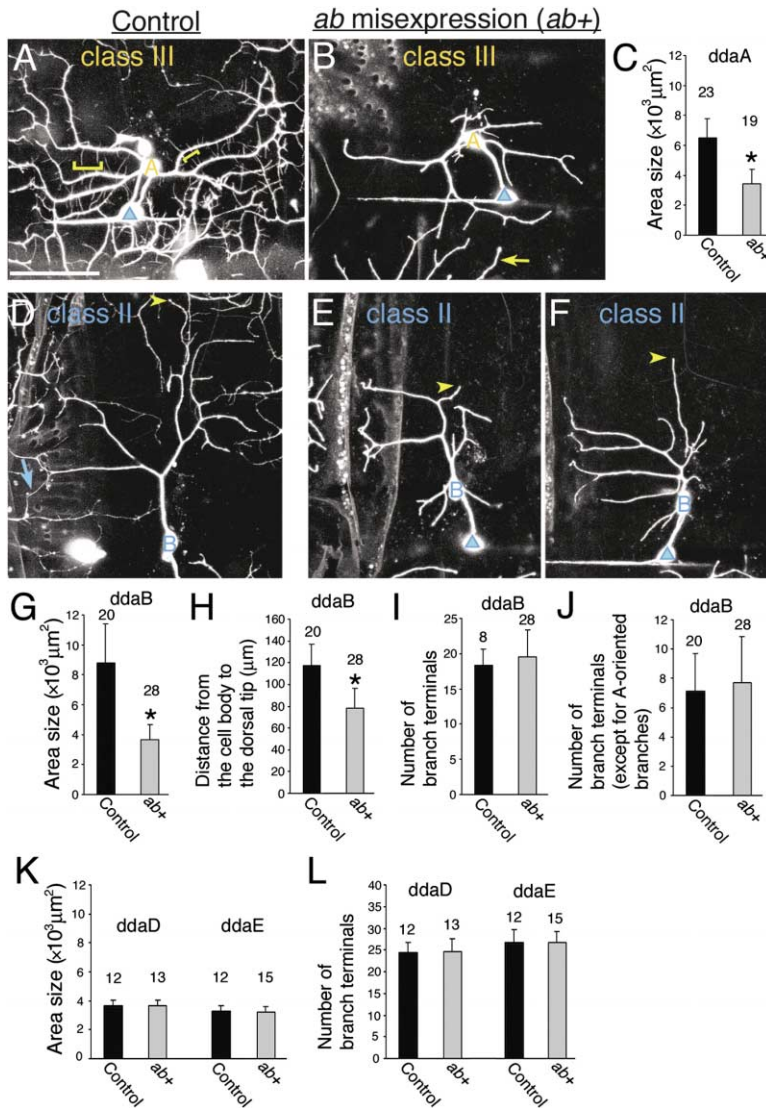 Control
ab misexpression (ab+)
A
class III
A
B
class III
A
C
ddaA
Area size (×10³μm²)
12
10
8
6
4
2
0
23
19
*
Control
ab+
D
class II
B
E
class II
B
F
class II
B
G
ddaB
Area size (×10³μm²)
12
10
8
6
4
2
0
20
28
*
Control
ab+
H
ddaB
Distance from
the cell body to
the dorsal tip (μm)
160
140
120
100
80
60
40
20
0
20
28
*
Control
ab+
I
ddaB
Number of
branch terminals
25
20
15
10
5
0
8
28
Control
ab+
J
ddaB
Number of
branch terminals
(except for A-oriented
branches)
12
10
8
6
4
2
0
20
28
Control
ab+
K
Area size (×10³μm²)
12
10
8
6
4
2
0
ddaD
ddaE
12
13
12
15
Control
ab+
Control
ab+
L
Number of
branch terminals
40
35
30
25
20
15
10
5
0
ddaD
ddaE
12
13
12
15
Control
ab+
Control
ab+